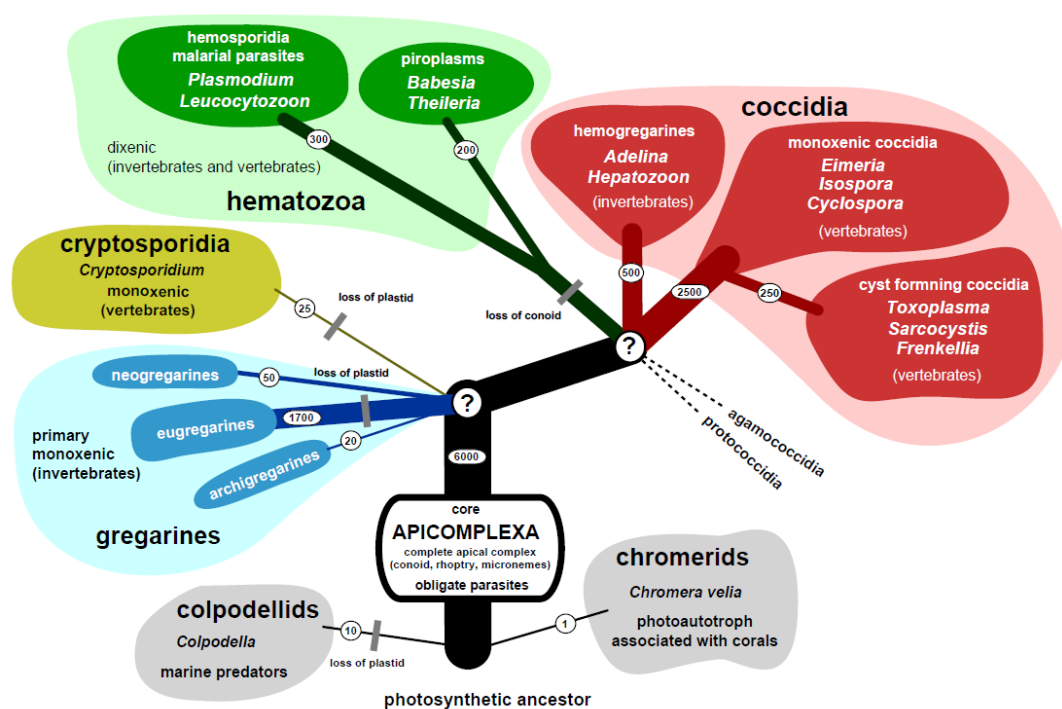 hemosporidia
malarial parasites
Plasmodium
Leucocytozoon
piroplasms
Babesia
Theileria
300
200
dixenic
(invertebrates and vertebrates)
hematozoa
coccidia
hemogregarines
Adelina
Hepatozoon
(invertebrates)
monoxenic coccidia
Eimeria
Isospora
Cyclospora
(vertebrates)
500
2500
250
cyst formning coccidia
Toxoplasma
Sarcocystis
Frenkellia
(vertebrates)
cryptosporidia
Cryptosporidium
monoxenic
(vertebrates)
25
loss of plastid
loss of conoid
?
agamococcidia
protococcidia
neogregarines
50
loss of plastid
?
eugregarines
1700
primary
monoxenic
(invertebrates)
archigregarines
20
gregarines
6000
core
APICOMPLEXA
complete apical complex
(conoid, rhoptry, micronemes)
obligate parasites
colpodellids
Colpodella
marine predators
10
loss of plastid
chromerids
Chromera velia
photoautotroph
associated with corals
1
photosynthetic ancestor